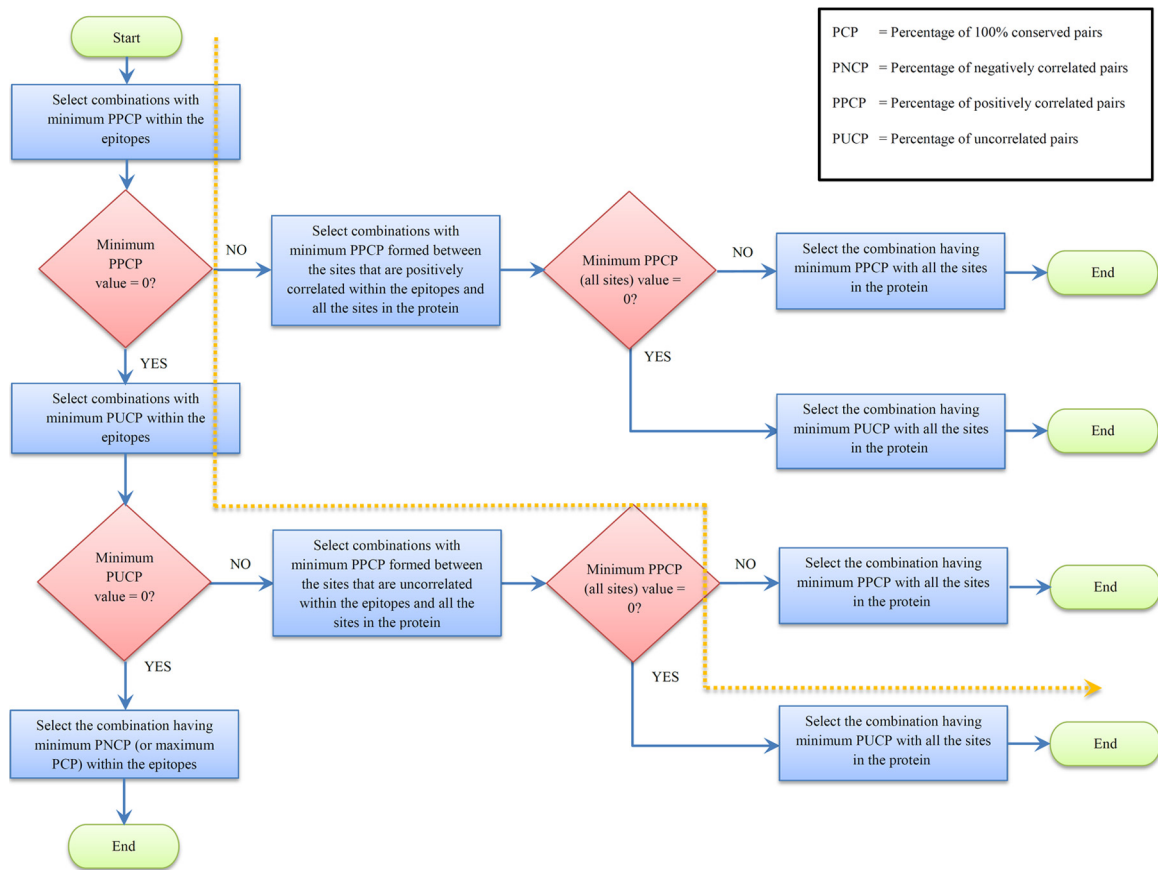 Start
PCP = Percentage of 100% conserved pairs
PNCP = Percentage of negatively correlated pairs
PPCP = Percentage of positively correlated pairs
PUCP = Percentage of uncorrelated pairs
Select combinations with
minimum PPCP within the
epitopes
Minimum
PPCP
value = 0?
NO
Select combinations with
minimum PPCP formed between
the sites that are positively
correlated within the epitopes and
all the sites in the protein
Minimum PPCP
(all sites) value =
0?
NO
Select the combination having
minimum PPCP with all the sites
in the protein
End
YES
YES
Select combinations with
minimum PUCP within the
epitopes
Select the combination having
minimum PUCP with all the sites
in the protein
End
Minimum
PUCP
value = 0?
NO
Select combinations with
minimum PPCP formed between
the sites that are uncorrelated
within the epitopes and all the
sites in the protein
Minimum PPCP
(all sites) value =
0?
NO
Select the combination having
minimum PPCP with all the sites
in the protein
End
YES
YES
Select the combination having
minimum PNCP (or maximum
PCP) within the epitopes
Select the combination having
minimum PUCP with all the sites
in the protein
End
End